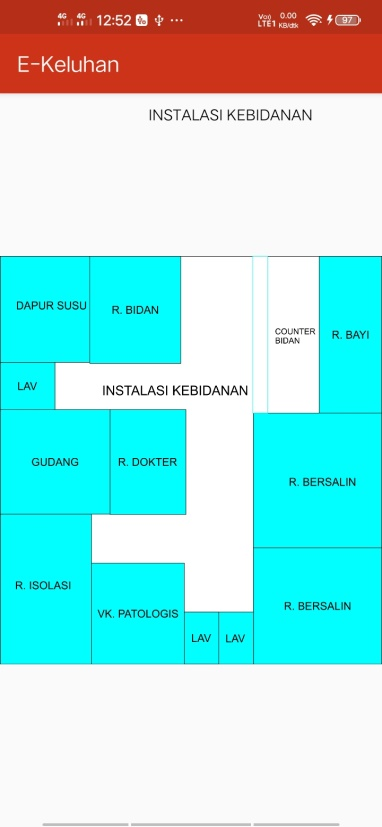 4G 4G 12:52
Vo)) LTE1 0.00 KB/dtk 97
E-Keluhan
INSTALASI KEBIDANAN
DAPUR SUSU
R. BIDAN
COUNTER
BIDAN
R. BAYI
LAV
INSTALASI KEBIDANAN
GUDANG
R. DOKTER
R. BERSALIN
R. ISOLASI
VK. PATOLOGIS
R. BERSALIN
LAV
LAV